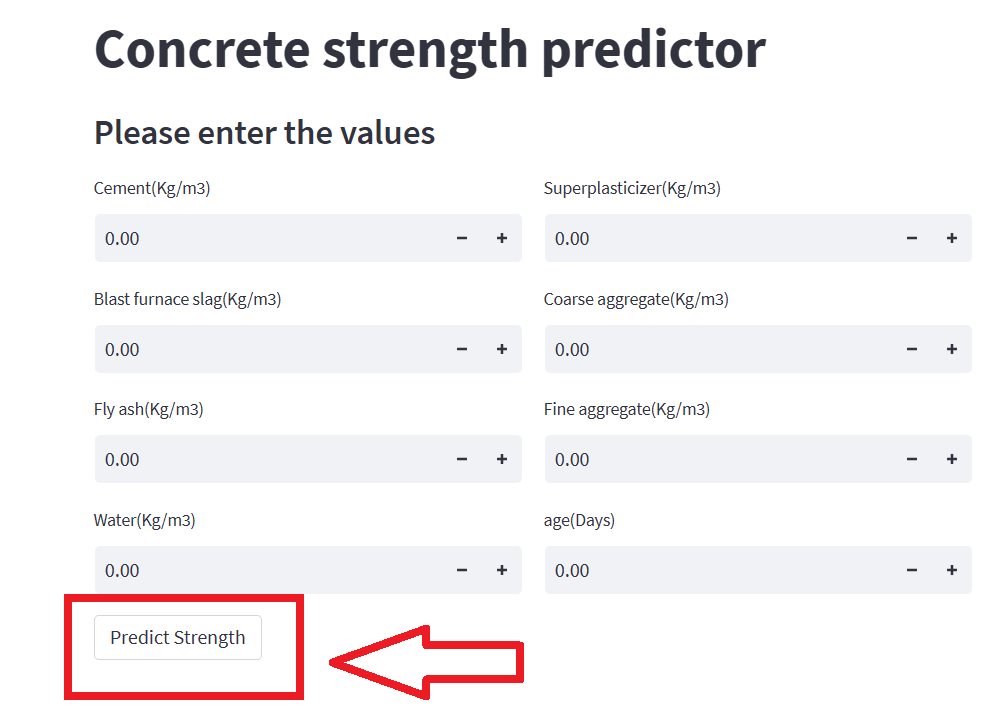 Concrete strength predictor
Please enter the values
Cement(Kg/m3)
0.00
Blast furnace slag(Kg/m3)
0.00
Fly ash(Kg/m3)
0.00
Water(Kg/m3)
0.00
Superplasticizer(Kg/m3)
0.00
Coarse aggregate(Kg/m3)
0.00
Fine aggregate(Kg/m3)
0.00
age(Days)
0.00
Predict Strength